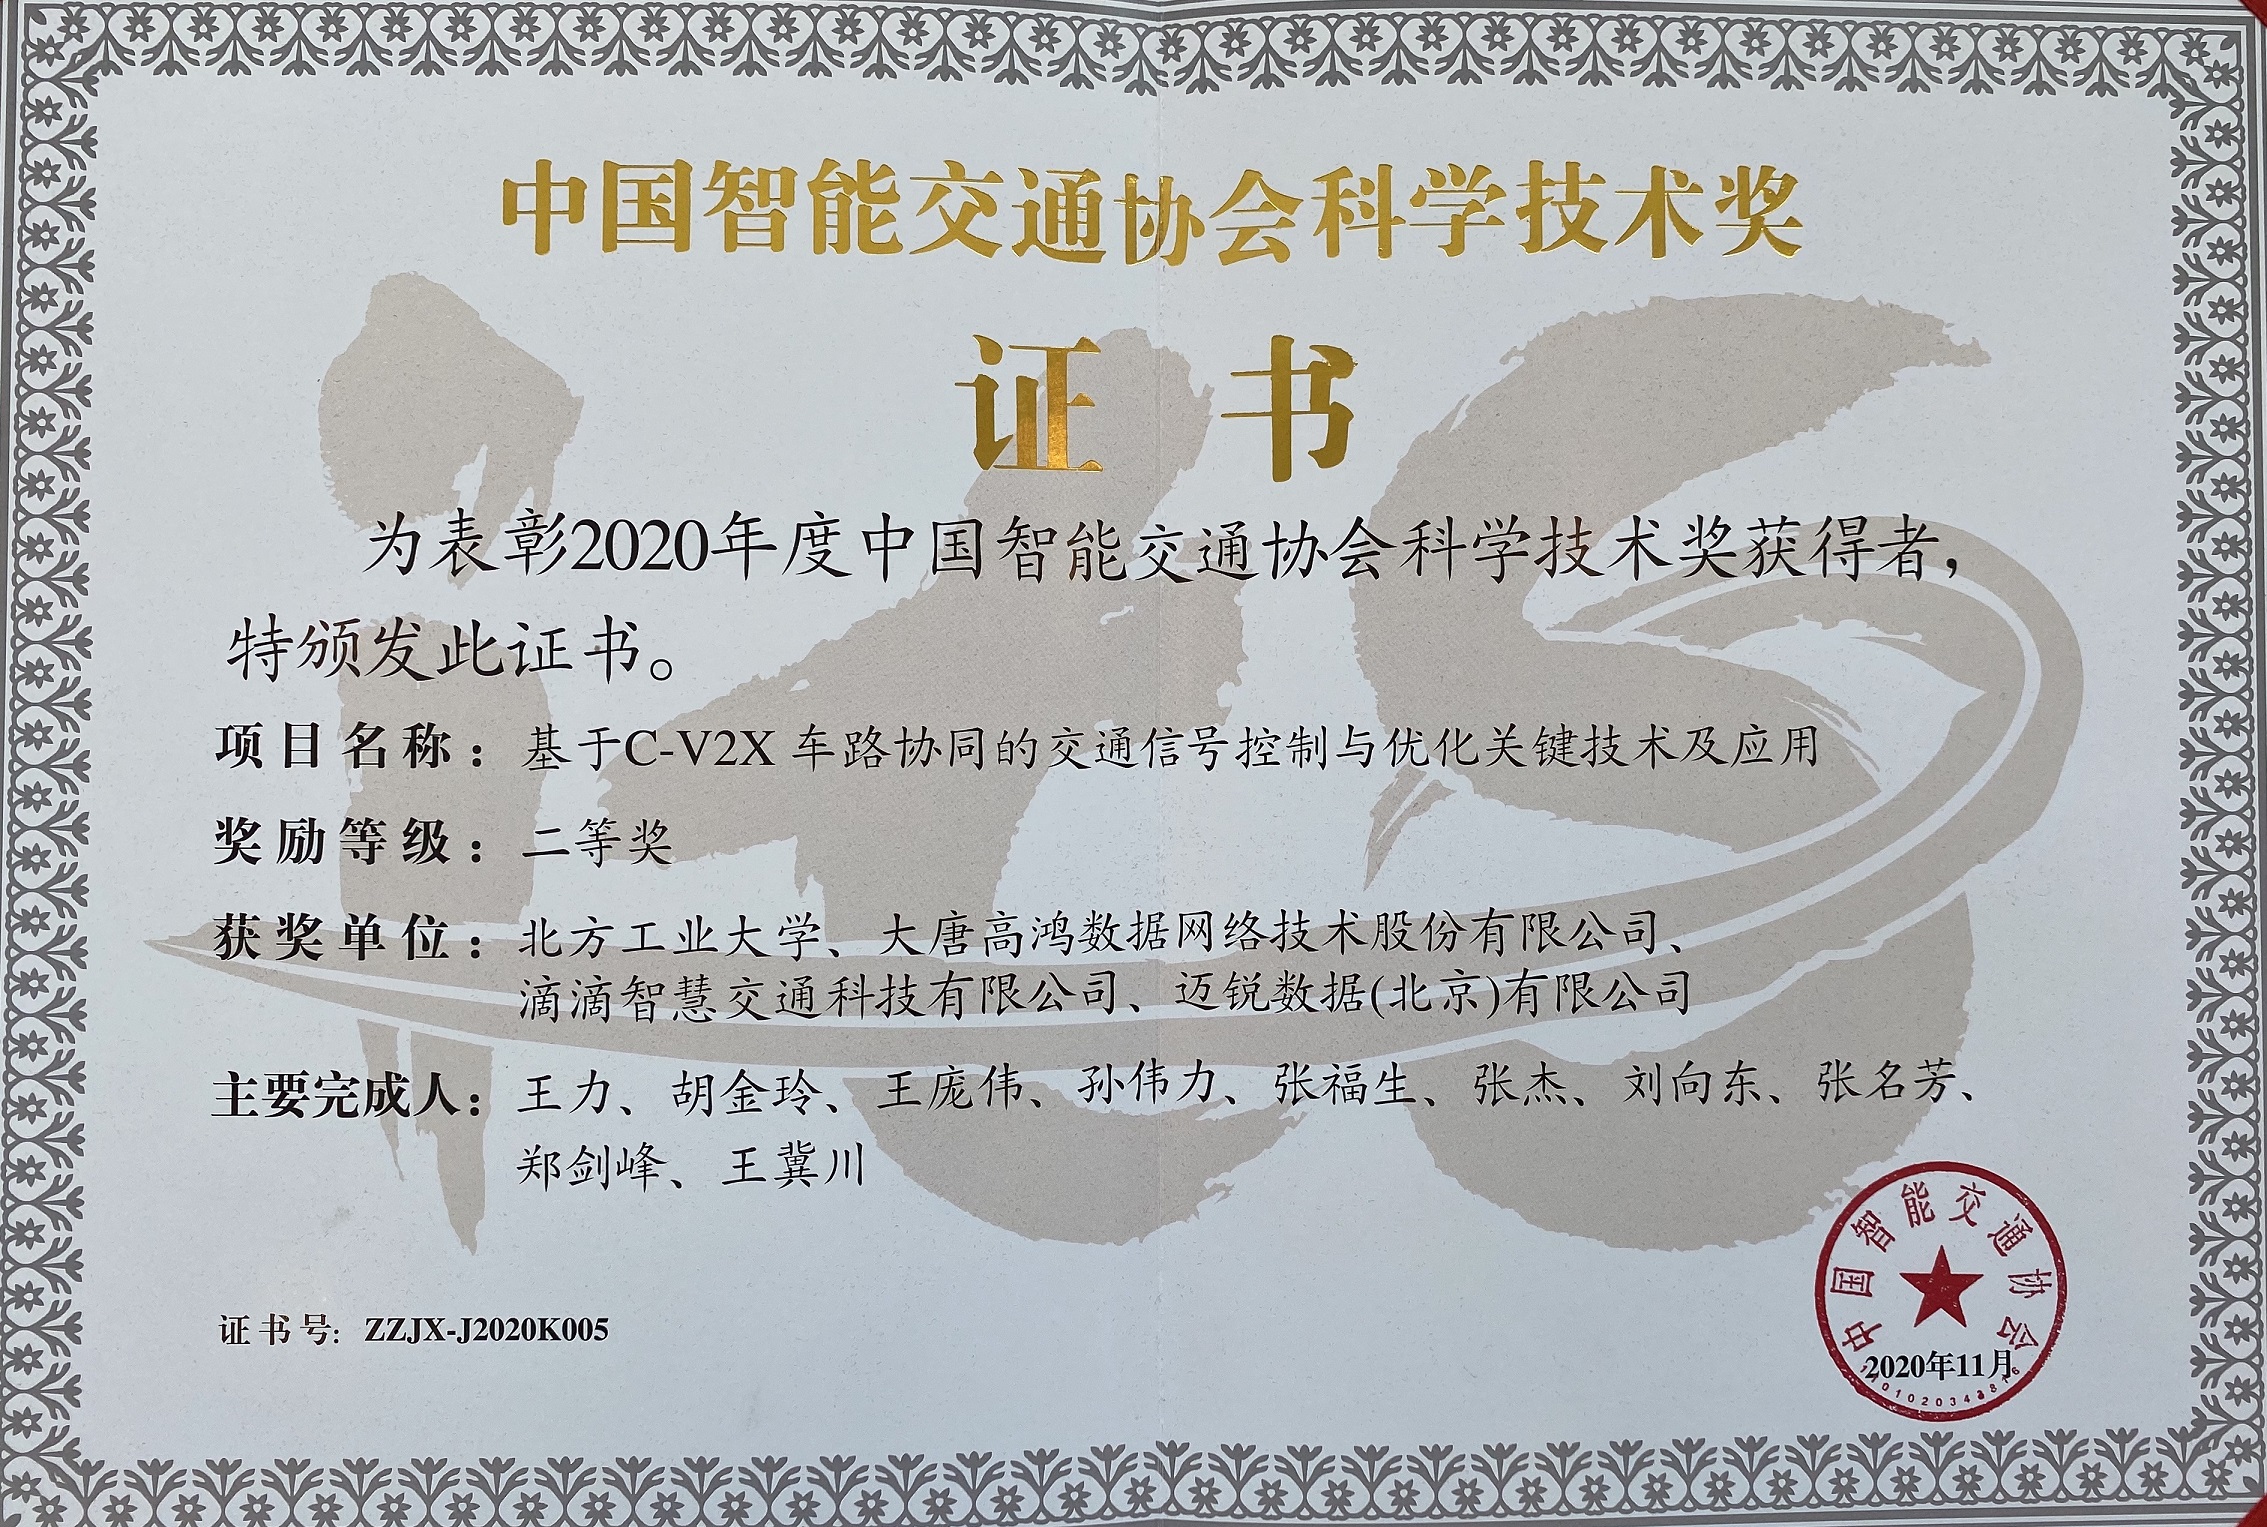 中国智能交通协会科学技术奖
证 书
为表彰2020年度中国智能交通协会科学技术奖获得者，
特颁发此证书。
项目名称：基于C-V2X 车路协同的交通信号控制与优化关键技术及应用
奖励等级：二等奖
获奖单位：北方工业大学、大唐高鸿数据网络技术股份有限公司、
滴滴智慧交通科技有限公司、迈锐数据(北京)有限公司
主要完成人：王力、胡金玲、王庞伟、孙伟力、张福生、张杰、刘向东、张名芳、
郑剑峰、王冀川
证书号：ZZJX-J2020K005
中国智能交通协会
2020年11月